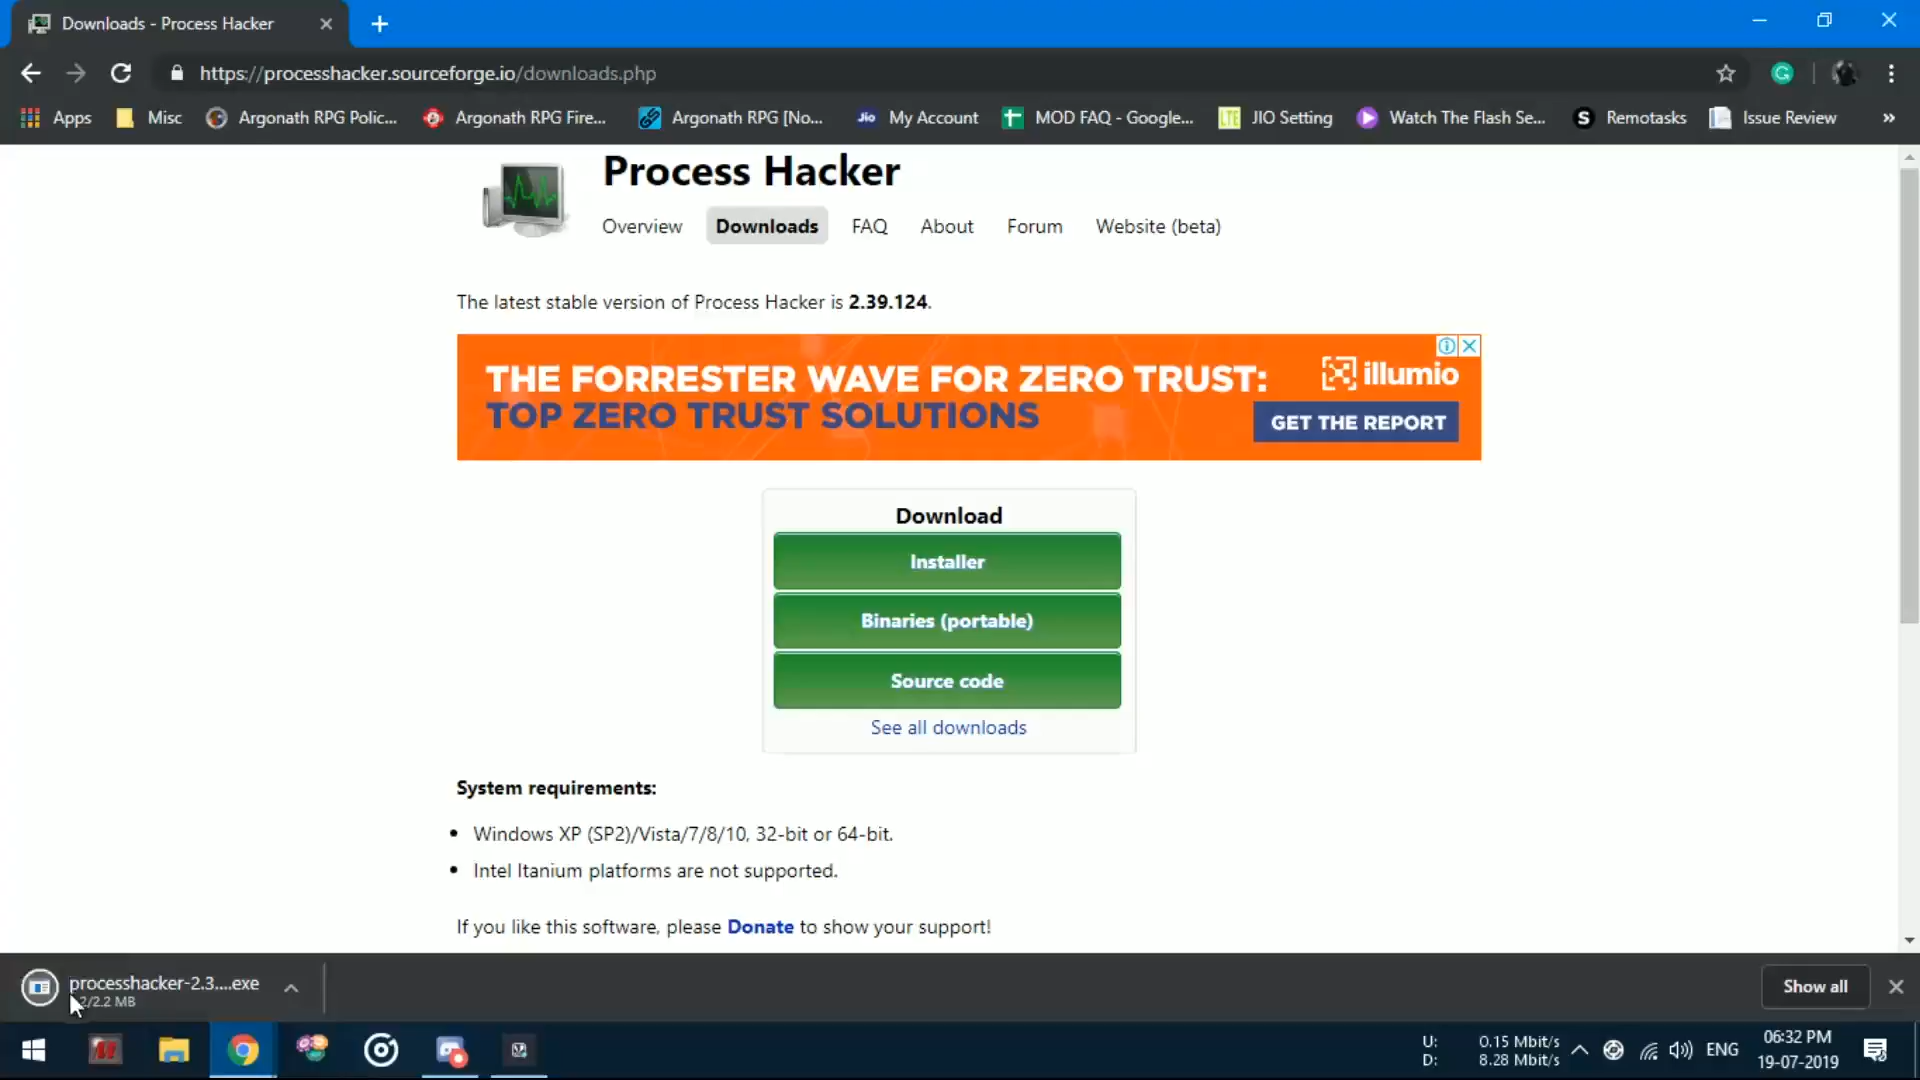 Downloads - Process Hacker
https://processhacker.sourceforge.io/downloads.php
Apps
Misc
Argonath RPG Polic...
Argonath RPG Fire...
Argonath RPG [No...
Jio
My Account
MOD FAQ - Google...
LTE
JIO Setting
Watch The Flash Se...
S
Remotasks
Issue Review
»
Process Hacker
Overview
Downloads
FAQ
About
Forum
Website (beta)
The latest stable version of Process Hacker is 2.39.124.
THE FORRESTER WAVE FOR ZERO TRUST:
TOP ZERO TRUST SOLUTIONS
illumio
GET THE REPORT
Download
Installer
Binaries (portable)
Source code
See all downloads
System requirements:
• Windows XP (SP2)/Vista/7/8/10, 32-bit or 64-bit.
• Intel Itanium platforms are not supported.
If you like this software, please Donate to show your support!
processhacker-2.3....exe
2/2.2 MB
Show all
U: 0.15 Mbit/s
D: 8.28 Mbit/s
ENG
06:32 PM
19-07-2019